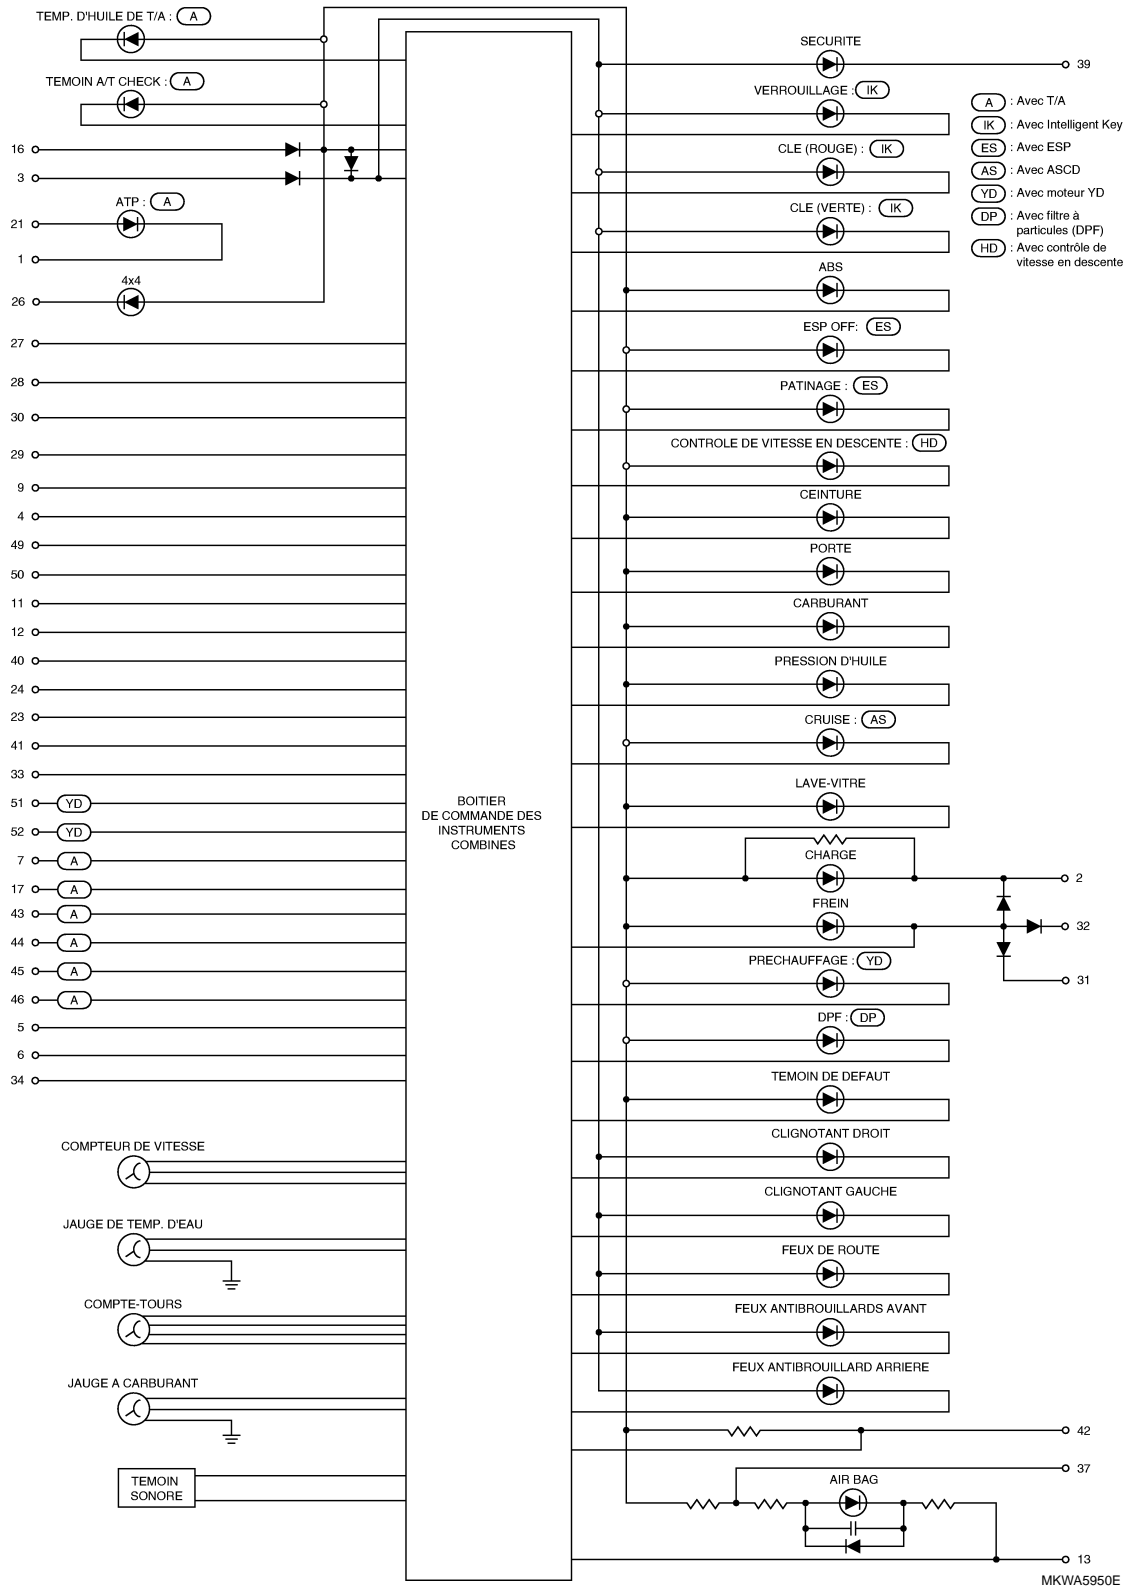 TEMP. D'HUILE DE T/A : A
TEMOIN A/T CHECK : A
16
3
ATP : A
21
1
4x4
26
27
28
30
29
9
4
49
50
11
12
40
24
23
41
33
51 YD
52 YD
7 A
17 A
43 A
44 A
45 A
46 A
5
6
34
COMPTEUR DE VITESSE
JAUGE DE TEMP. D'EAU
COMPTE-TOURS
JAUGE A CARBURANT
TEMOIN
SONORE
BOITIER
DE COMMANDE DES
INSTRUMENTS
COMBINES
SECURITE
39
VERROUILLAGE : IK
CLE (ROUGE) : IK
CLE (VERTE) : IK
ABS
ESP OFF: ES
PATINAGE : ES
CONTROLE DE VITESSE EN DESCENTE : HD
CEINTURE
PORTE
CARBURANT
PRESSION D'HUILE
CRUISE : AS
LAVE-VITRE
CHARGE
2
FREIN
32
31
PRECHAUFFAGE : YD
DPF : DP
TEMOIN DE DEFAUT
CLIGNOTANT DROIT
CLIGNOTANT GAUCHE
FEUX DE ROUTE
FEUX ANTIBROUILLARDS AVANT
FEUX ANTIBROUILLARD ARRIERE
42
37
AIR BAG
13
A : Avec T/A
IK : Avec Intelligent Key
ES : Avec ESP
AS : Avec ASCD
YD : Avec moteur YD
DP : Avec filtre à
particules (DPF)
HD : Avec contrôle de
vitesse en descente
MKWA5950E